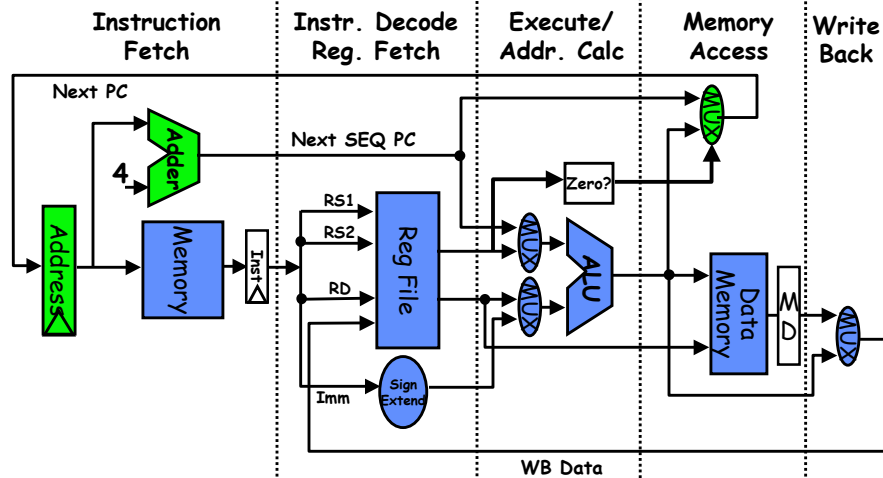 Instruction
Fetch
Instr. Decode
Reg. Fetch
Execute/
Addr. Calc
Memory
Access
Write
Back
Next PC
MUX
Adder
Next SEQ PC
4
Zero?
RS1
RS2
Address
Memory
Inst
Reg File
MUX
ALU
MUX
RD
Data
Memory
MD
MUX
Imm
Sign
Extend
WB Data